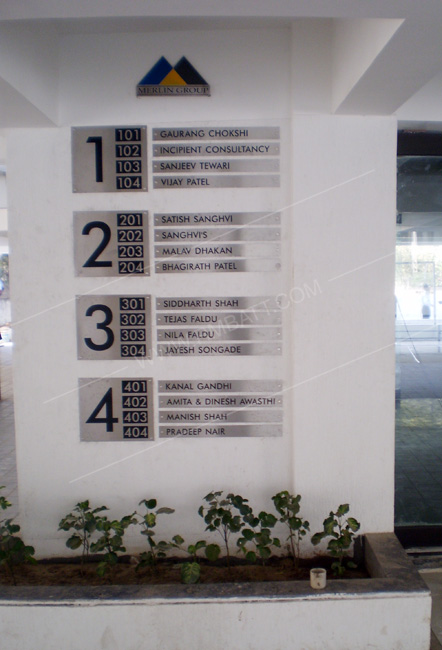 MERLIN GROUP
1
101 GAURANG CHOKSHI
102 INCIPIENT CONSULTANCY
103 SANJEEV TEWARI
104 VIJAY PATEL
2
201 SATISH SANGHVI
202 SANGHVI'S
203 MALAV DHAKAN
204 BHAGIRATH PATEL
3
301 SIDDHARTH SHAH
302 TEJAS FALDU
303 NILA FALDU
304 JAYESH SONGADE
4
401 KANAL GANDHI
402 AMITA & DINESH AWASTHI
403 MANISH SHAH
404 PRADEEP NAIR